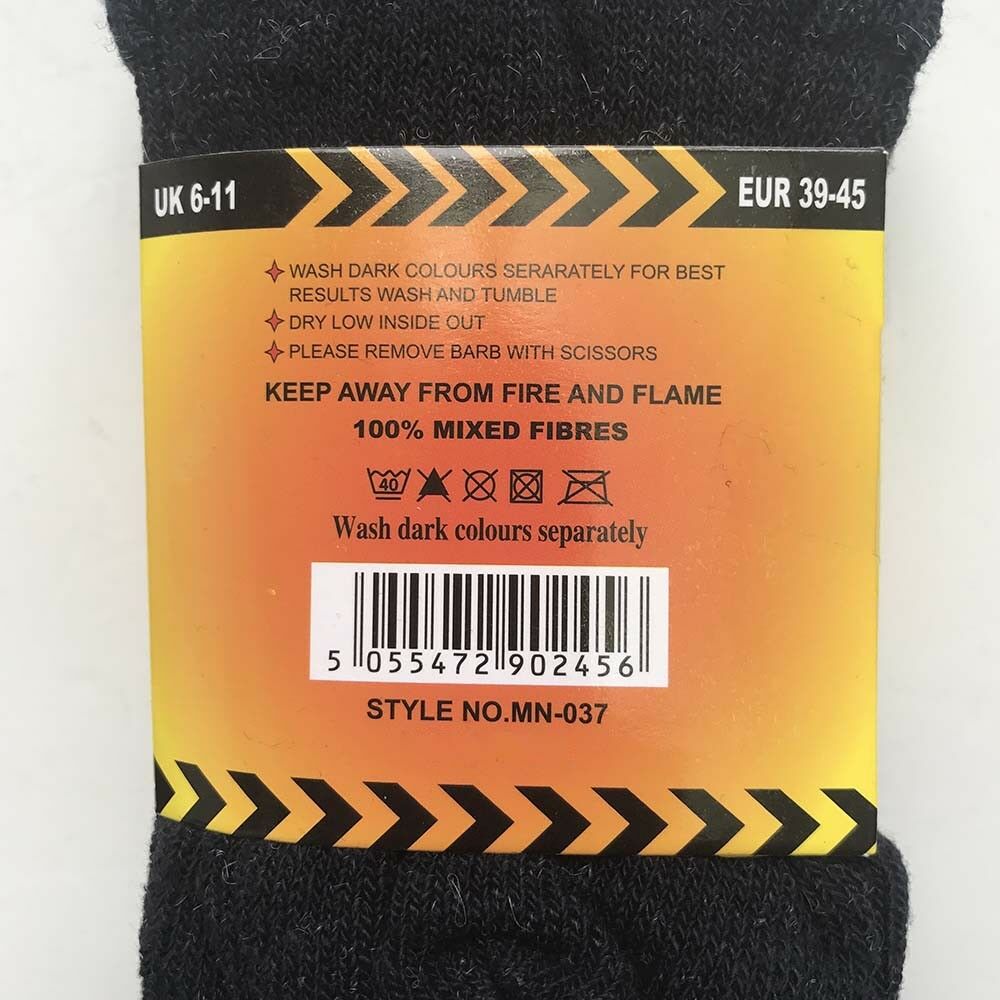 UK 6-11
EUR 39-45
WASH DARK COLOURS SERARATELY FOR BEST
RESULTS WASH AND TUMBLE
DRY LOW INSIDE OUT
PLEASE REMOVE BARB WITH SCISSORS
KEEP AWAY FROM FIRE AND FLAME
100% MIXED FIBRES
40
Wash dark colours separately
5 055472 902456
STYLE NO.MN-037